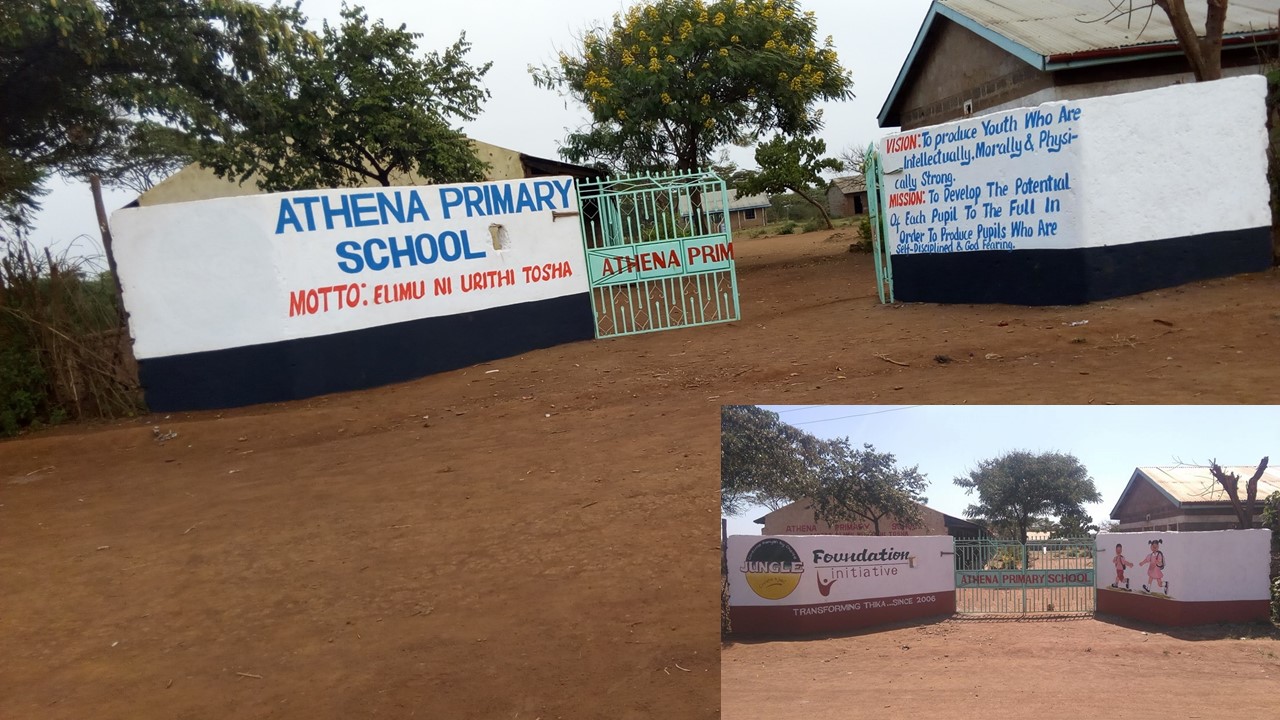 ATHENA PRIMARY
SCHOOL
MOTTO: ELIMU NI URITHI TOSHA
ATHENA PRIM
VISION: To produce Youth Who Are
Intellectually, Morally & Physi-
cally Strong.
MISSION: To Develop The Potential
Of Each Pupil To The Full In
Order To Produce Pupils Who Are
Self-Disciplined & God Fearing.
ATHENA PRIMARY
JUNGLE
Foundation
initiative
TRANSFORMING THIKA...SINCE 2006
ATHENA PRIMARY SCHOOL